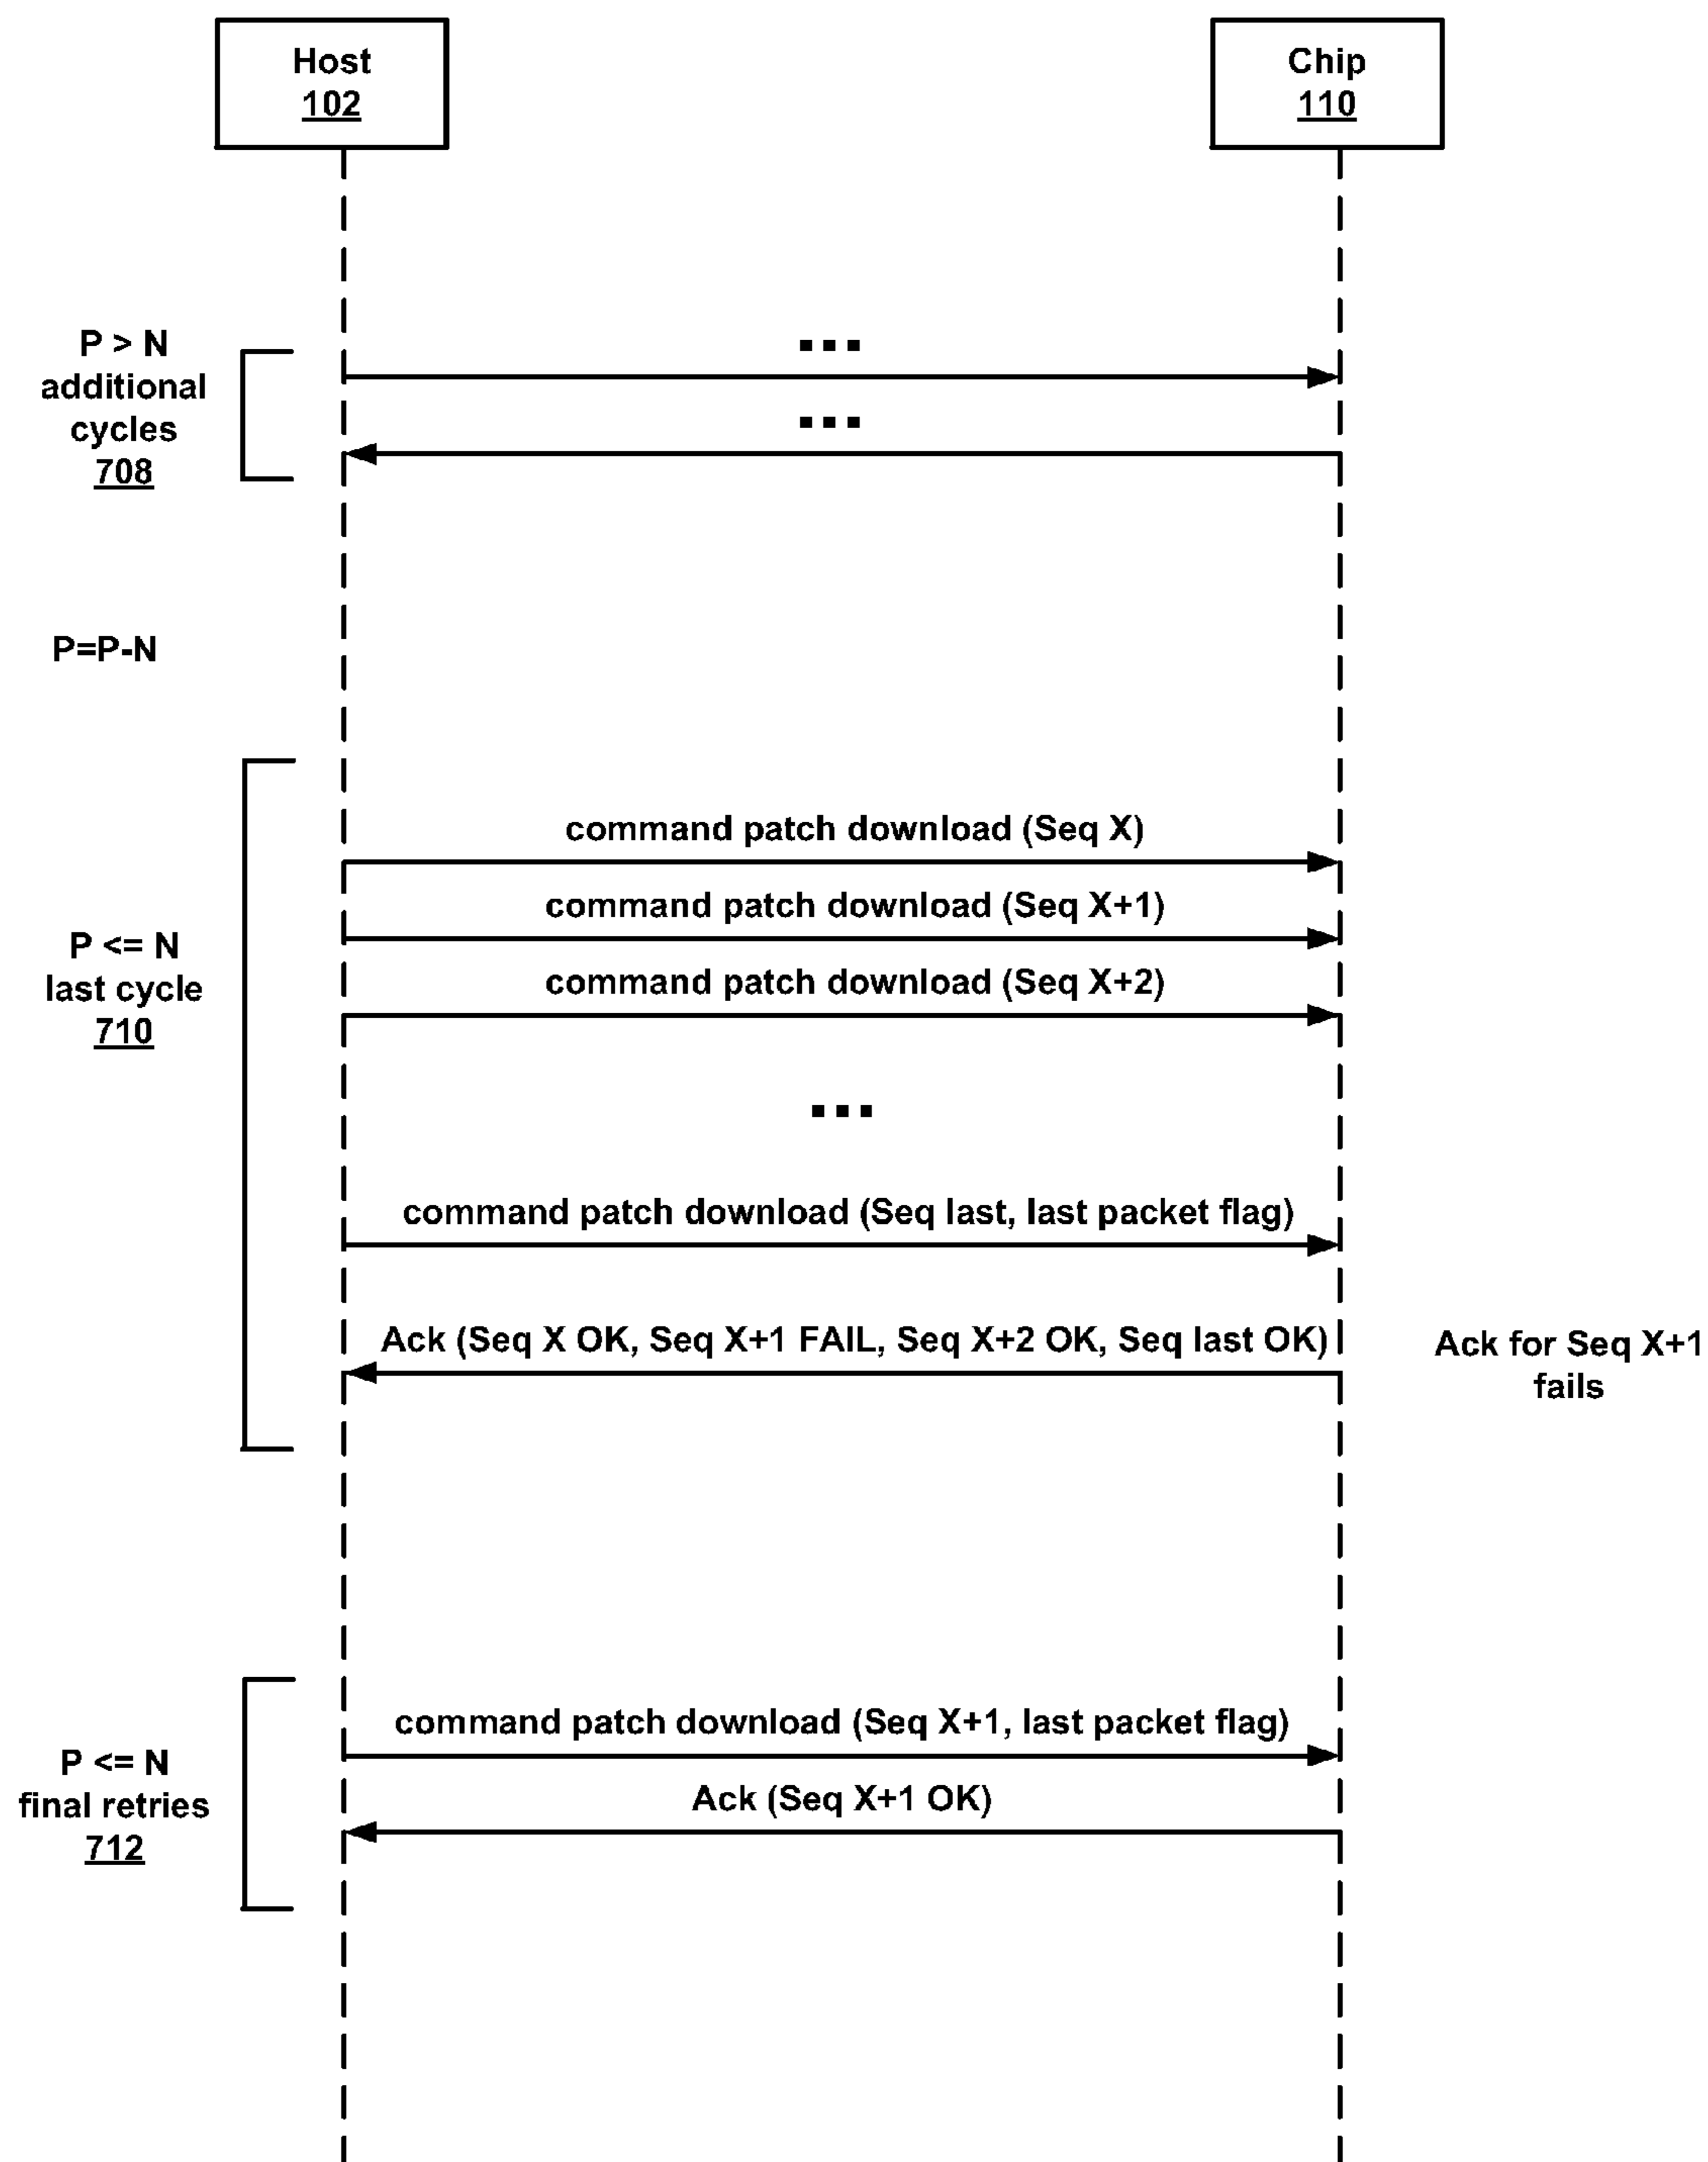 Host
102
Chip
110
P > N
additional
cycles
708
...
...
P=P-N
command patch download (Seq X)
command patch download (Seq X+1)
command patch download (Seq X+2)
P <= N
last cycle
710
...
command patch download (Seq last, last packet flag)
Ack (Seq X OK, Seq X+1 FAIL, Seq X+2 OK, Seq last OK)
Ack for Seq X+1
fails
command patch download (Seq X+1, last packet flag)
P <= N
final retries
712
Ack (Seq X+1 OK)